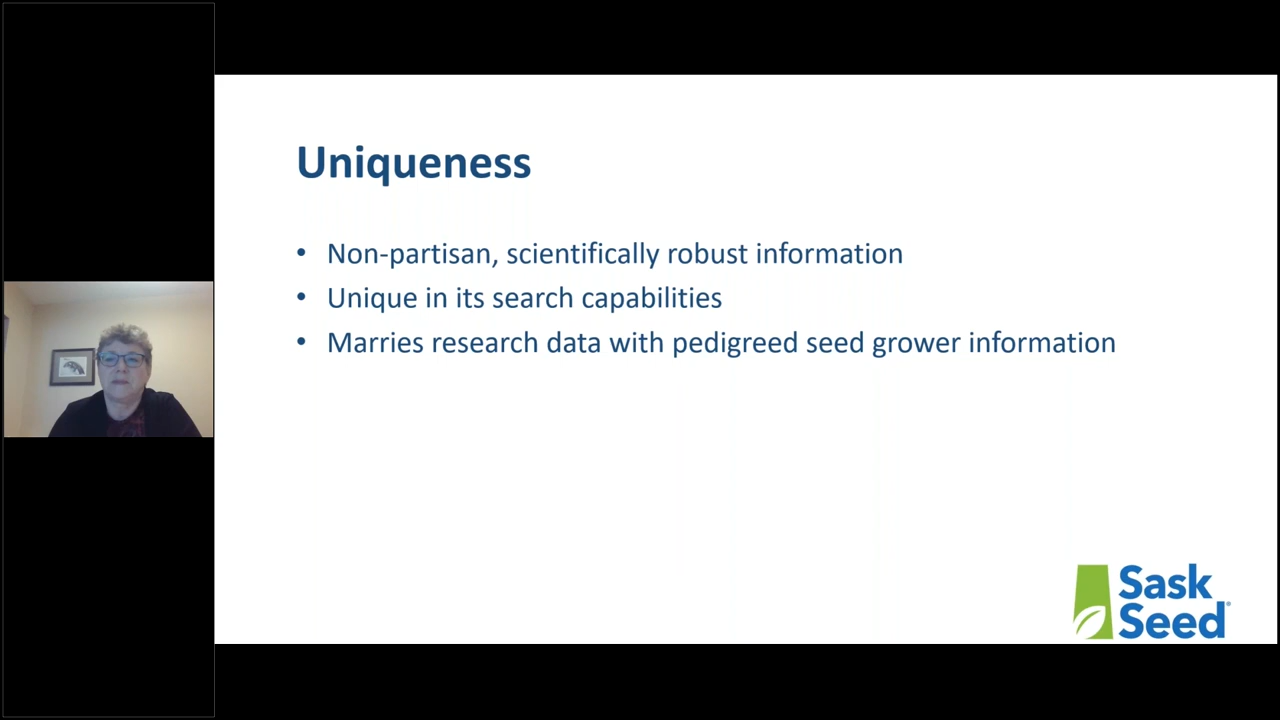 Uniqueness
• Non-partisan, scientifically robust information
• Unique in its search capabilities
• Marries research data with pedigreed seed grower information
Sask
Seed